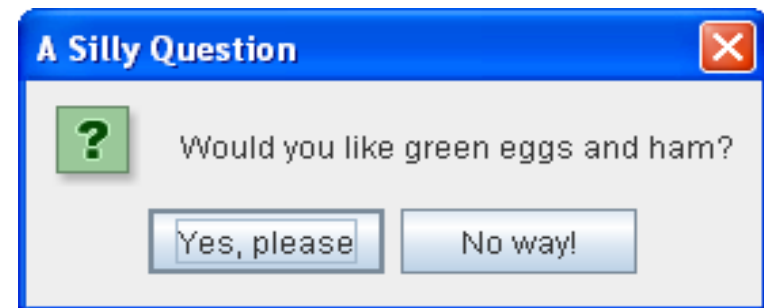 A Silly Question
?
Would you like green eggs and ham?
Yes, please No way!